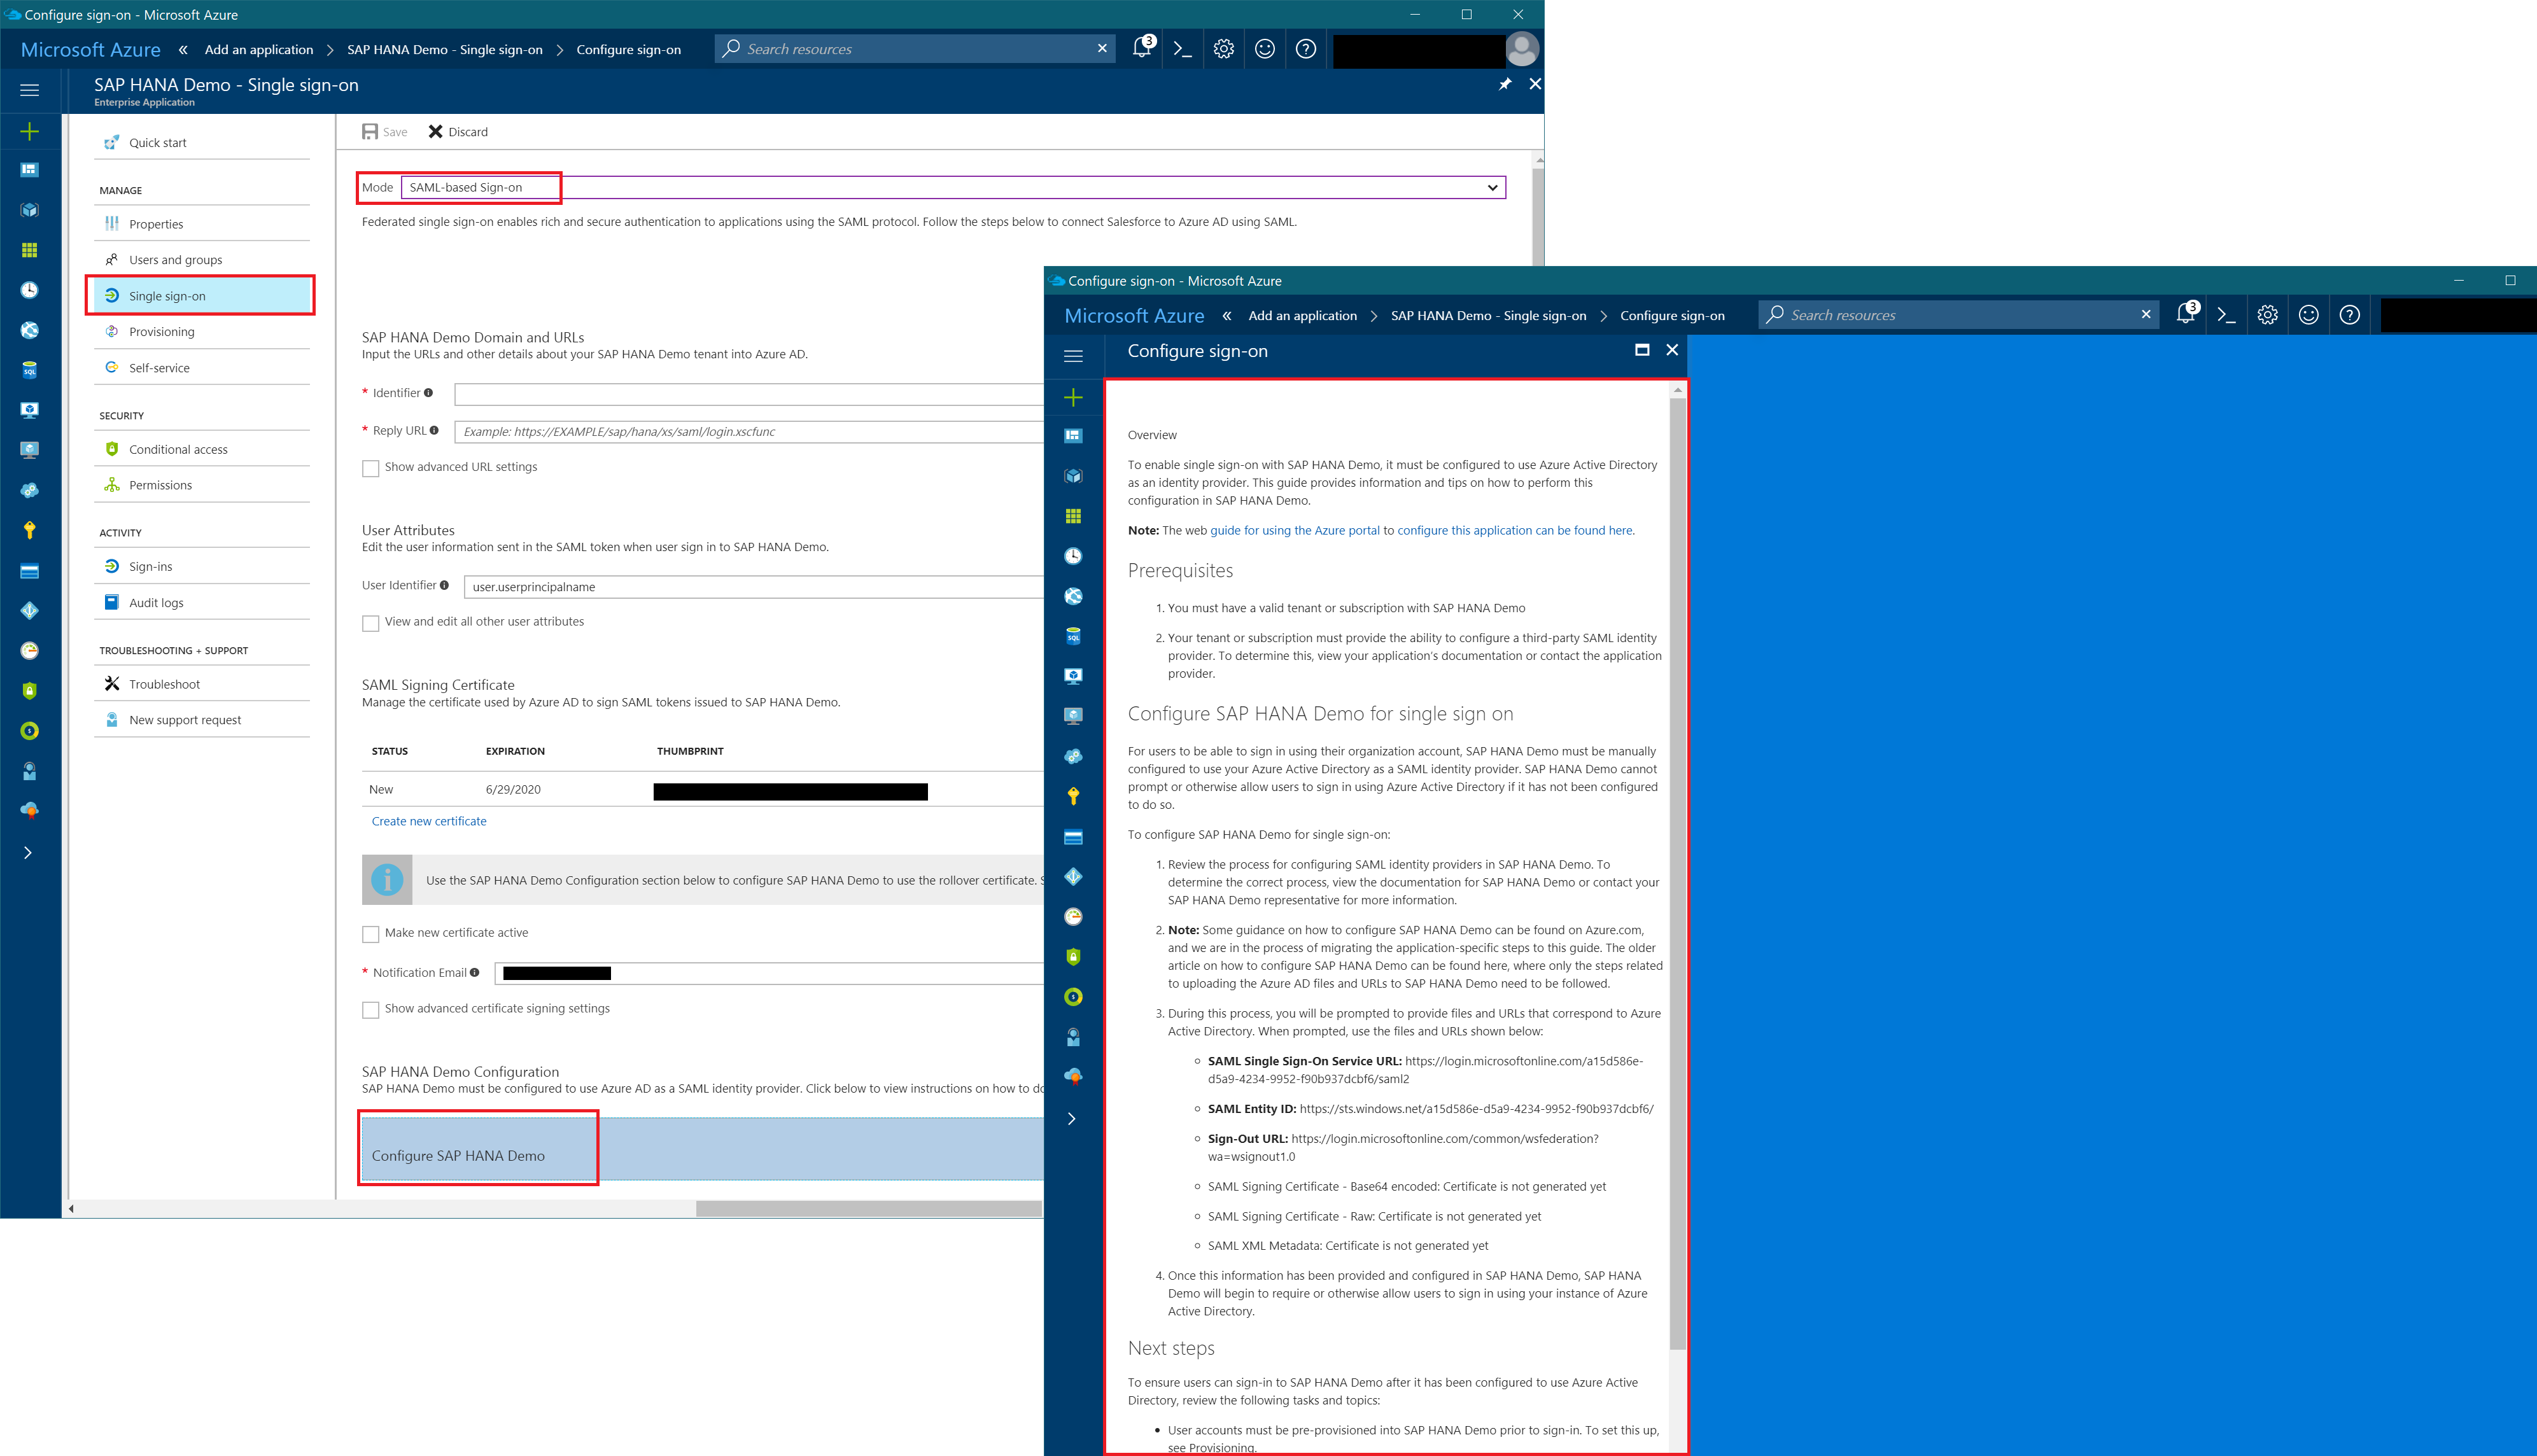 Configure sign-on - Microsoft Azure
Microsoft Azure « Add an application > SAP HANA Demo - Single sign-on > Configure sign-on
Search resources
3
SAP HANA Demo - Single sign-on
Enterprise Application
Quick start
MANAGE
Properties
Users and groups
Single sign-on
Provisioning
Self-service
SECURITY
Conditional access
Permissions
ACTIVITY
Sign-ins
Audit logs
TROUBLESHOOTING + SUPPORT
Troubleshoot
New support request
Save Discard
Mode SAML-based Sign-on
Federated single sign-on enables rich and secure authentication to applications using the SAML protocol. Follow the steps below to connect Salesforce to Azure AD using SAML.
SAP HANA Demo Domain and URLs
Input the URLs and other details about your SAP HANA Demo tenant into Azure AD.
* Identifier
* Reply URL Example: https://EXAMPLE/sap/hana/xs/saml/login.xscfunc
Show advanced URL settings
User Attributes
Edit the user information sent in the SAML token when user sign in to SAP HANA Demo.
User Identifier user.userprincipalname
View and edit all other user attributes
SAML Signing Certificate
Manage the certificate used by Azure AD to sign SAML tokens issued to SAP HANA Demo.
STATUS EXPIRATION THUMBPRINT
New 6/29/2020
Create new certificate
Use the SAP HANA Demo Configuration section below to configure SAP HANA Demo to use the rollover certificate. S
Make new certificate active
* Notification Email
Show advanced certificate signing settings
SAP HANA Demo Configuration
SAP HANA Demo must be configured to use Azure AD as a SAML identity provider. Click below to view instructions on how to do
Configure SAP HANA Demo
Configure sign-on - Microsoft Azure
Microsoft Azure « Add an application > SAP HANA Demo - Single sign-on > Configure sign-on
Search resources
3
Configure sign-on
Overview
To enable single sign-on with SAP HANA Demo, it must be configured to use Azure Active Directory
as an identity provider. This guide provides information and tips on how to perform this
configuration in SAP HANA Demo.
Note: The web guide for using the Azure portal to configure this application can be found here.
Prerequisites
1. You must have a valid tenant or subscription with SAP HANA Demo
2. Your tenant or subscription must provide the ability to configure a third-party SAML identity
provider. To determine this, view your application's documentation or contact the application
provider.
Configure SAP HANA Demo for single sign on
For users to be able to sign in using their organization account, SAP HANA Demo must be manually
configured to use your Azure Active Directory as a SAML identity provider. SAP HANA Demo cannot
prompt or otherwise allow users to sign in using Azure Active Directory if it has not been configured
to do so.
To configure SAP HANA Demo for single sign-on:
1. Review the process for configuring SAML identity providers in SAP HANA Demo. To
determine the correct process, view the documentation for SAP HANA Demo or contact your
SAP HANA Demo representative for more information.
2. Note: Some guidance on how to configure SAP HANA Demo can be found on Azure.com,
and we are in the process of migrating the application-specific steps to this guide. The older
article on how to configure SAP HANA Demo can be found here, where only the steps related
to uploading the Azure AD files and URLs to SAP HANA Demo need to be followed.
3. During this process, you will be prompted to provide files and URLs that correspond to Azure
Active Directory. When prompted, use the files and URLs shown below:
SAML Single Sign-On Service URL: https://login.microsoftonline.com/a15d586e-
d5a9-4234-9952-f90b937dcbf6/saml2
SAML Entity ID: https://sts.windows.net/a15d586e-d5a9-4234-9952-f90b937dcbf6/
Sign-Out URL: https://login.microsoftonline.com/common/wsfederation?
wa=wsignout1.0
SAML Signing Certificate - Base64 encoded: Certificate is not generated yet
SAML Signing Certificate - Raw: Certificate is not generated yet
SAML XML Metadata: Certificate is not generated yet
4. Once this information has been provided and configured in SAP HANA Demo, SAP HANA
Demo will begin to require or otherwise allow users to sign in using your instance of Azure
Active Directory.
Next steps
To ensure users can sign-in to SAP HANA Demo after it has been configured to use Azure Active
Directory, review the following tasks and topics:
• User accounts must be pre-provisioned into SAP HANA Demo prior to sign-in. To set this up,
see Provisioning.